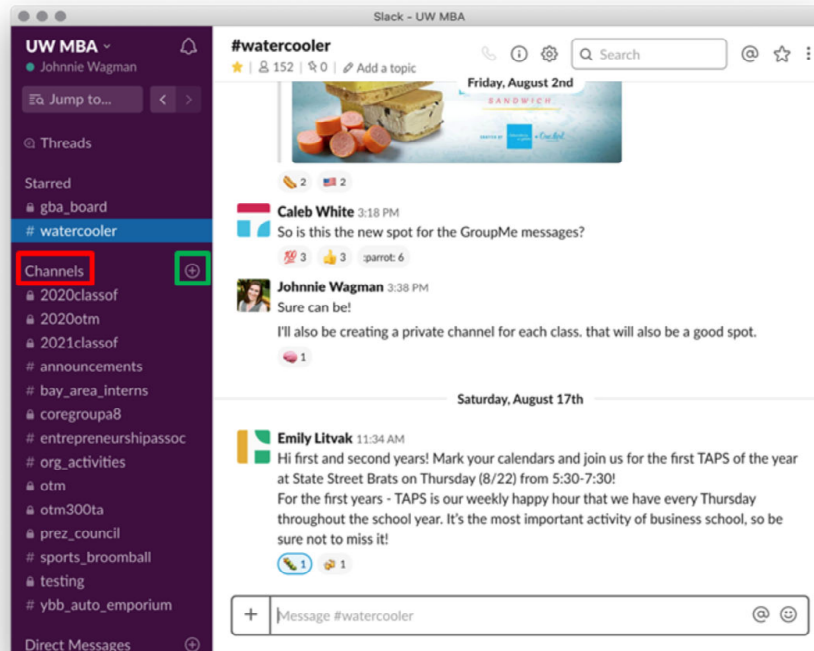 Slack - UW MBA
UW MBA
Johnnie Wagman
Jump to...
Threads
Starred
gba_board
# watercooler
Channels
2020classof
2020otm
2021classof
# announcements
# bay_area_interns
coregroupa8
# entrepreneurshipassoc
# org_activities
otm
otm300ta
prez_council
# sports_broomball
testing
# ybb_auto_emporium
Direct Messages
#watercooler
152 | 0 | Add a topic
Search
Friday, August 2nd
SANDWICH
2 2
Caleb White 3:18 PM
So is this the new spot for the GroupMe messages?
100 3 3 :parrot: 6
Johnnie Wagman 3:38 PM
Sure can be!
I'll also be creating a private channel for each class. that will also be a good spot.
1
Saturday, August 17th
Emily Litvak 11:34 AM
Hi first and second years! Mark your calendars and join us for the first TAPS of the year
at State Street Brats on Thursday (8/22) from 5:30-7:30!
For the first years - TAPS is our weekly happy hour that we have every Thursday
throughout the school year. It's the most important activity of business school, so be
sure not to miss it!
1 1
Message #watercooler